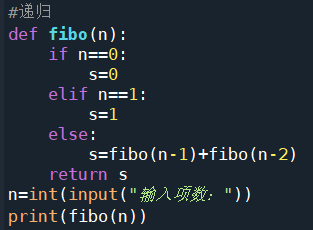 #递归
def fibo(n):
    if n==0:
        s=0
    elif n==1:
        s=1
    else:
        s=fibo(n-1)+fibo(n-2)
    return s
n=int(input("输入项数："))
print(fibo(n))